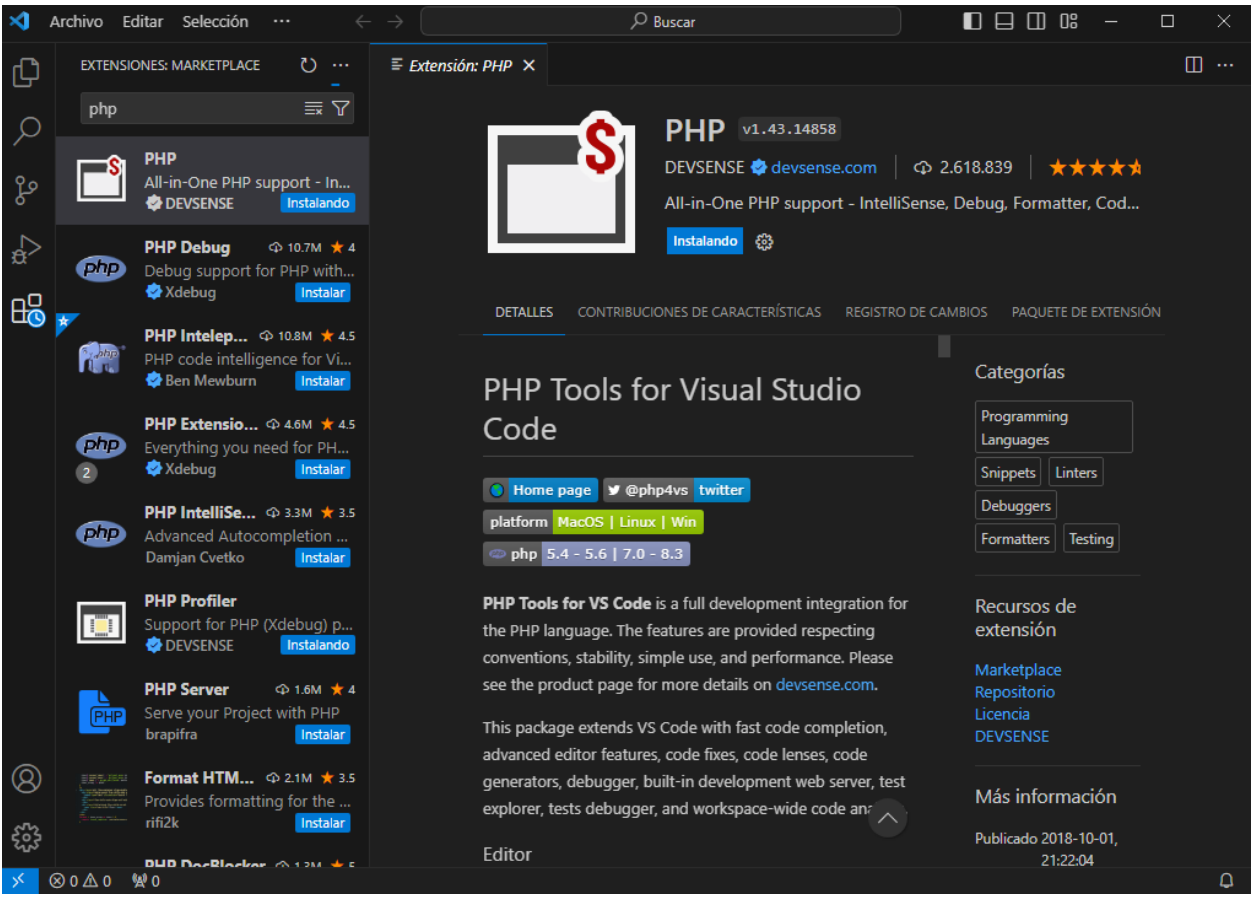 Archivo Editar Selección ··· Buscar
EXTENSIONES: MARKETPLACE
php
PHP
All-in-One PHP support - In...
DEVSENSE Instalando
PHP Debug 10.7M ★ 4
Debug support for PHP with...
Xdebug Instalar
PHP Intelep... 10.8M ★ 4.5
PHP code intelligence for Vi...
Ben Mewburn Instalar
PHP Extensio... 4.6M ★ 4.5
Everything you need for PH...
2 Xdebug Instalar
PHP IntelliSe... 3.3M ★ 3.5
Advanced Autocompletion ...
Damjan Cvetko Instalar
PHP Profiler
Support for PHP (Xdebug) p...
DEVSENSE Instalando
PHP Server 1.6M ★ 4
Serve your Project with PHP
brapifra Instalar
Format HTM... 2.1M ★ 3.5
Provides formatting for the ...
rifi2k Instalar
PHP DocBlocker 1.3M ★ 5
Extensión: PHP
PHP v1.43.14858
DEVSENSE devsense.com 2.618.839
All-in-One PHP support - IntelliSense, Debug, Formatter, Cod...
Instalando
DETALLES CONTRIBUCIONES DE CARACTERÍSTICAS REGISTRO DE CAMBIOS PAQUETE DE EXTENSIÓN
PHP Tools for Visual Studio
Code
Home page @php4vs twitter
platform MacOS | Linux | Win
php 5.4 - 5.6 | 7.0 - 8.3
PHP Tools for VS Code is a full development integration for
the PHP language. The features are provided respecting
conventions, stability, simple use, and performance. Please
see the product page for more details on devsense.com.
This package extends VS Code with fast code completion,
advanced editor features, code fixes, code lenses, code
generators, debugger, built-in development web server, test
explorer, tests debugger, and workspace-wide code
Editor
Categorías
Programming
Languages
Snippets Linters
Debuggers
Formatters Testing
Recursos de
extensión
Marketplace
Repositorio
Licencia
DEVSENSE
Más información
Publicado 2018-10-01,
21:22:04
0 0 0